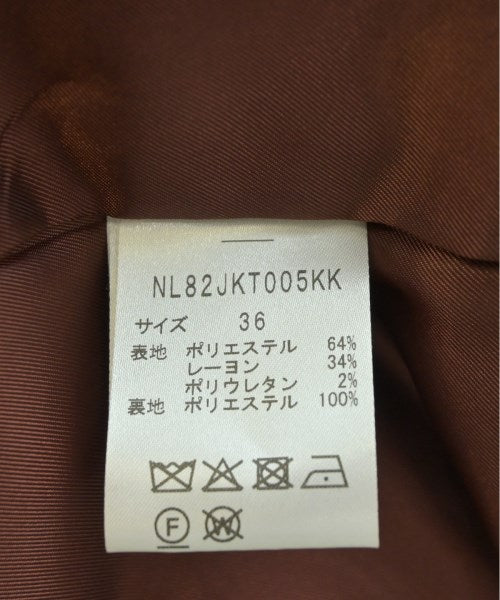 NL82JKT005KK
サイズ 36
表地 ポリエステル 64%
レーヨン 34%
ポリウレタン 2%
裏地 ポリエステル 100%
F W